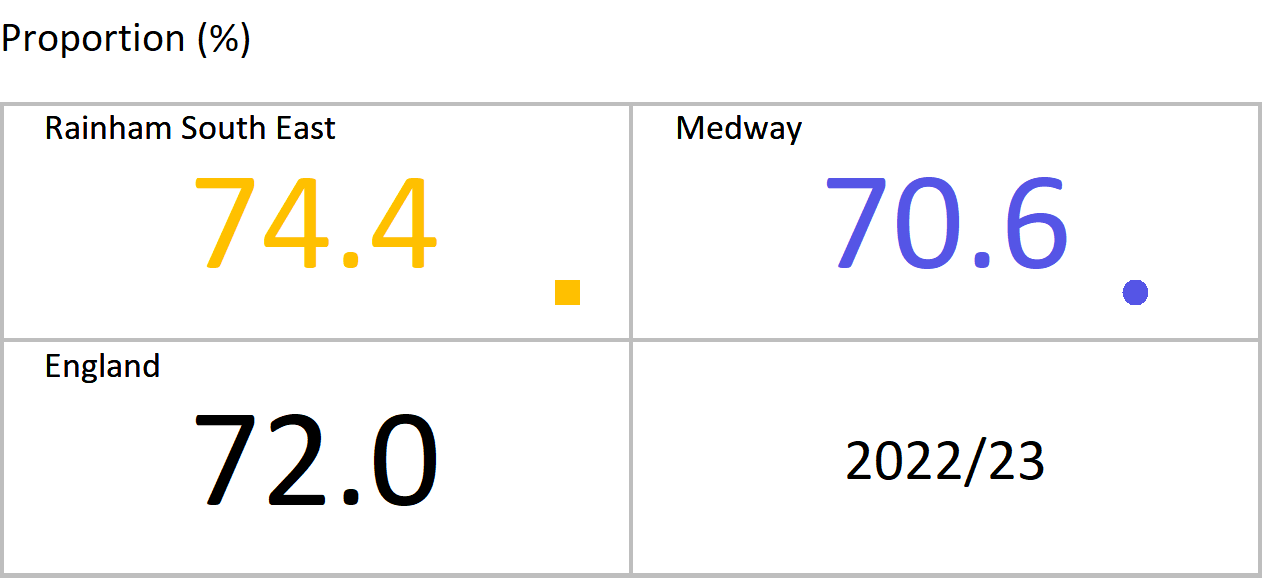 Proportion (%)
Rainham South East
74.4
Medway
70.6
England
72.0
2022/23